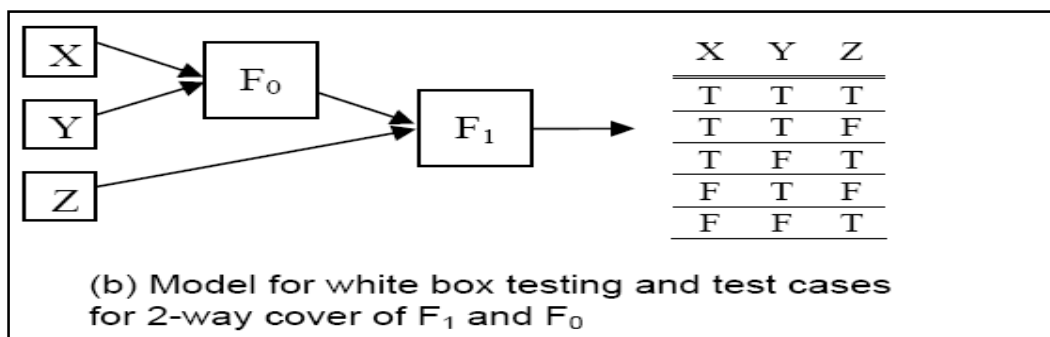 X
Y
Z
F₀
F₁
X Y Z
T T T
T T F
T F T
F T F
F F T
(b) Model for white box testing and test cases
for 2-way cover of F₁ and F₀